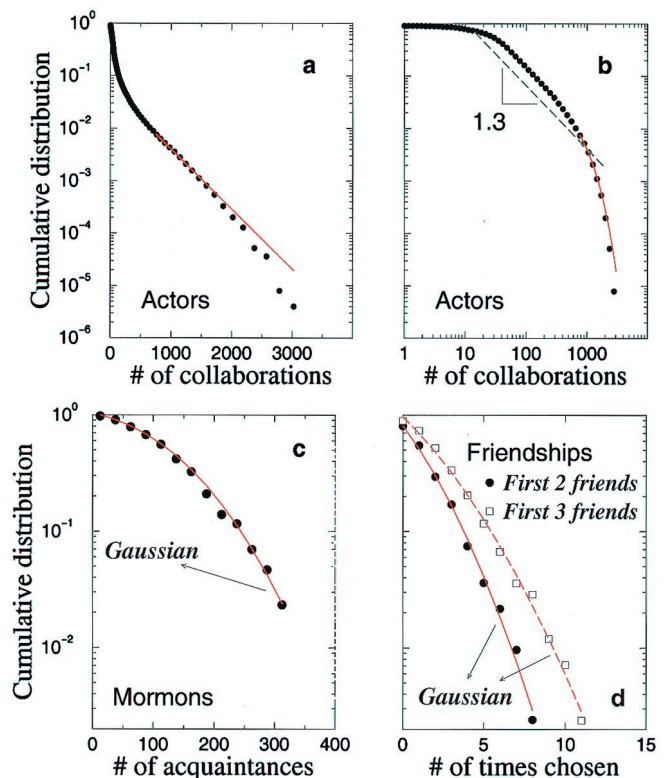 a
Cumulative distribution
10^0
10^-1
10^-2
10^-3
10^-4
10^-5
10^-6
Actors
0 1000 2000 3000
# of collaborations
b
1.3
Actors
1 10 100 1000
# of collaborations
c
Cumulative distribution
10^0
10^-1
10^-2
Gaussian
Mormons
0 100 200 300 400
# of acquaintances
Friendships
First 2 friends
First 3 friends
Gaussian
d
0 5 10 15
# of times chosen